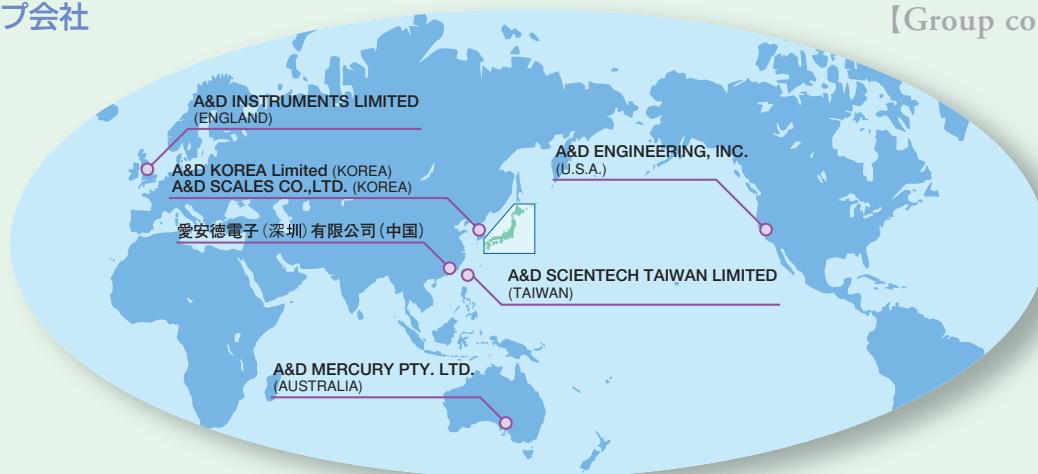 プ会社
【Group co
A&D INSTRUMENTS LIMITED
(ENGLAND)
A&D KOREA Limited (KOREA)
A&D SCALES CO.,LTD. (KOREA)
愛安徳電子（深圳）有限公司（中国）
A&D ENGINEERING, INC.
(U.S.A.)
A&D SCIENTECH TAIWAN LIMITED
(TAIWAN)
A&D MERCURY PTY. LTD.
(AUSTRALIA)